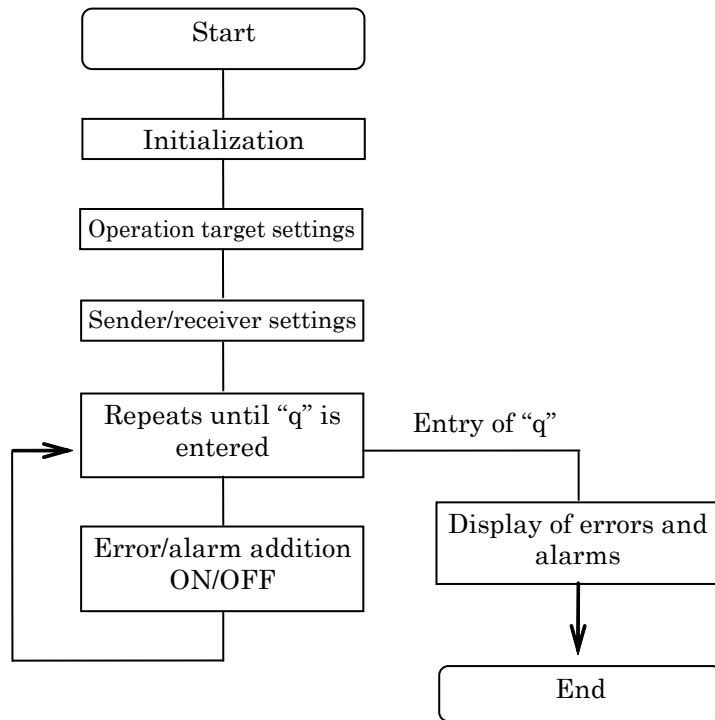 Start
Initialization
Operation target settings
Sender/receiver settings
Repeats until “q” is
entered
Entry of “q”
Error/alarm addition
ON/OFF
Display of errors and
alarms
End